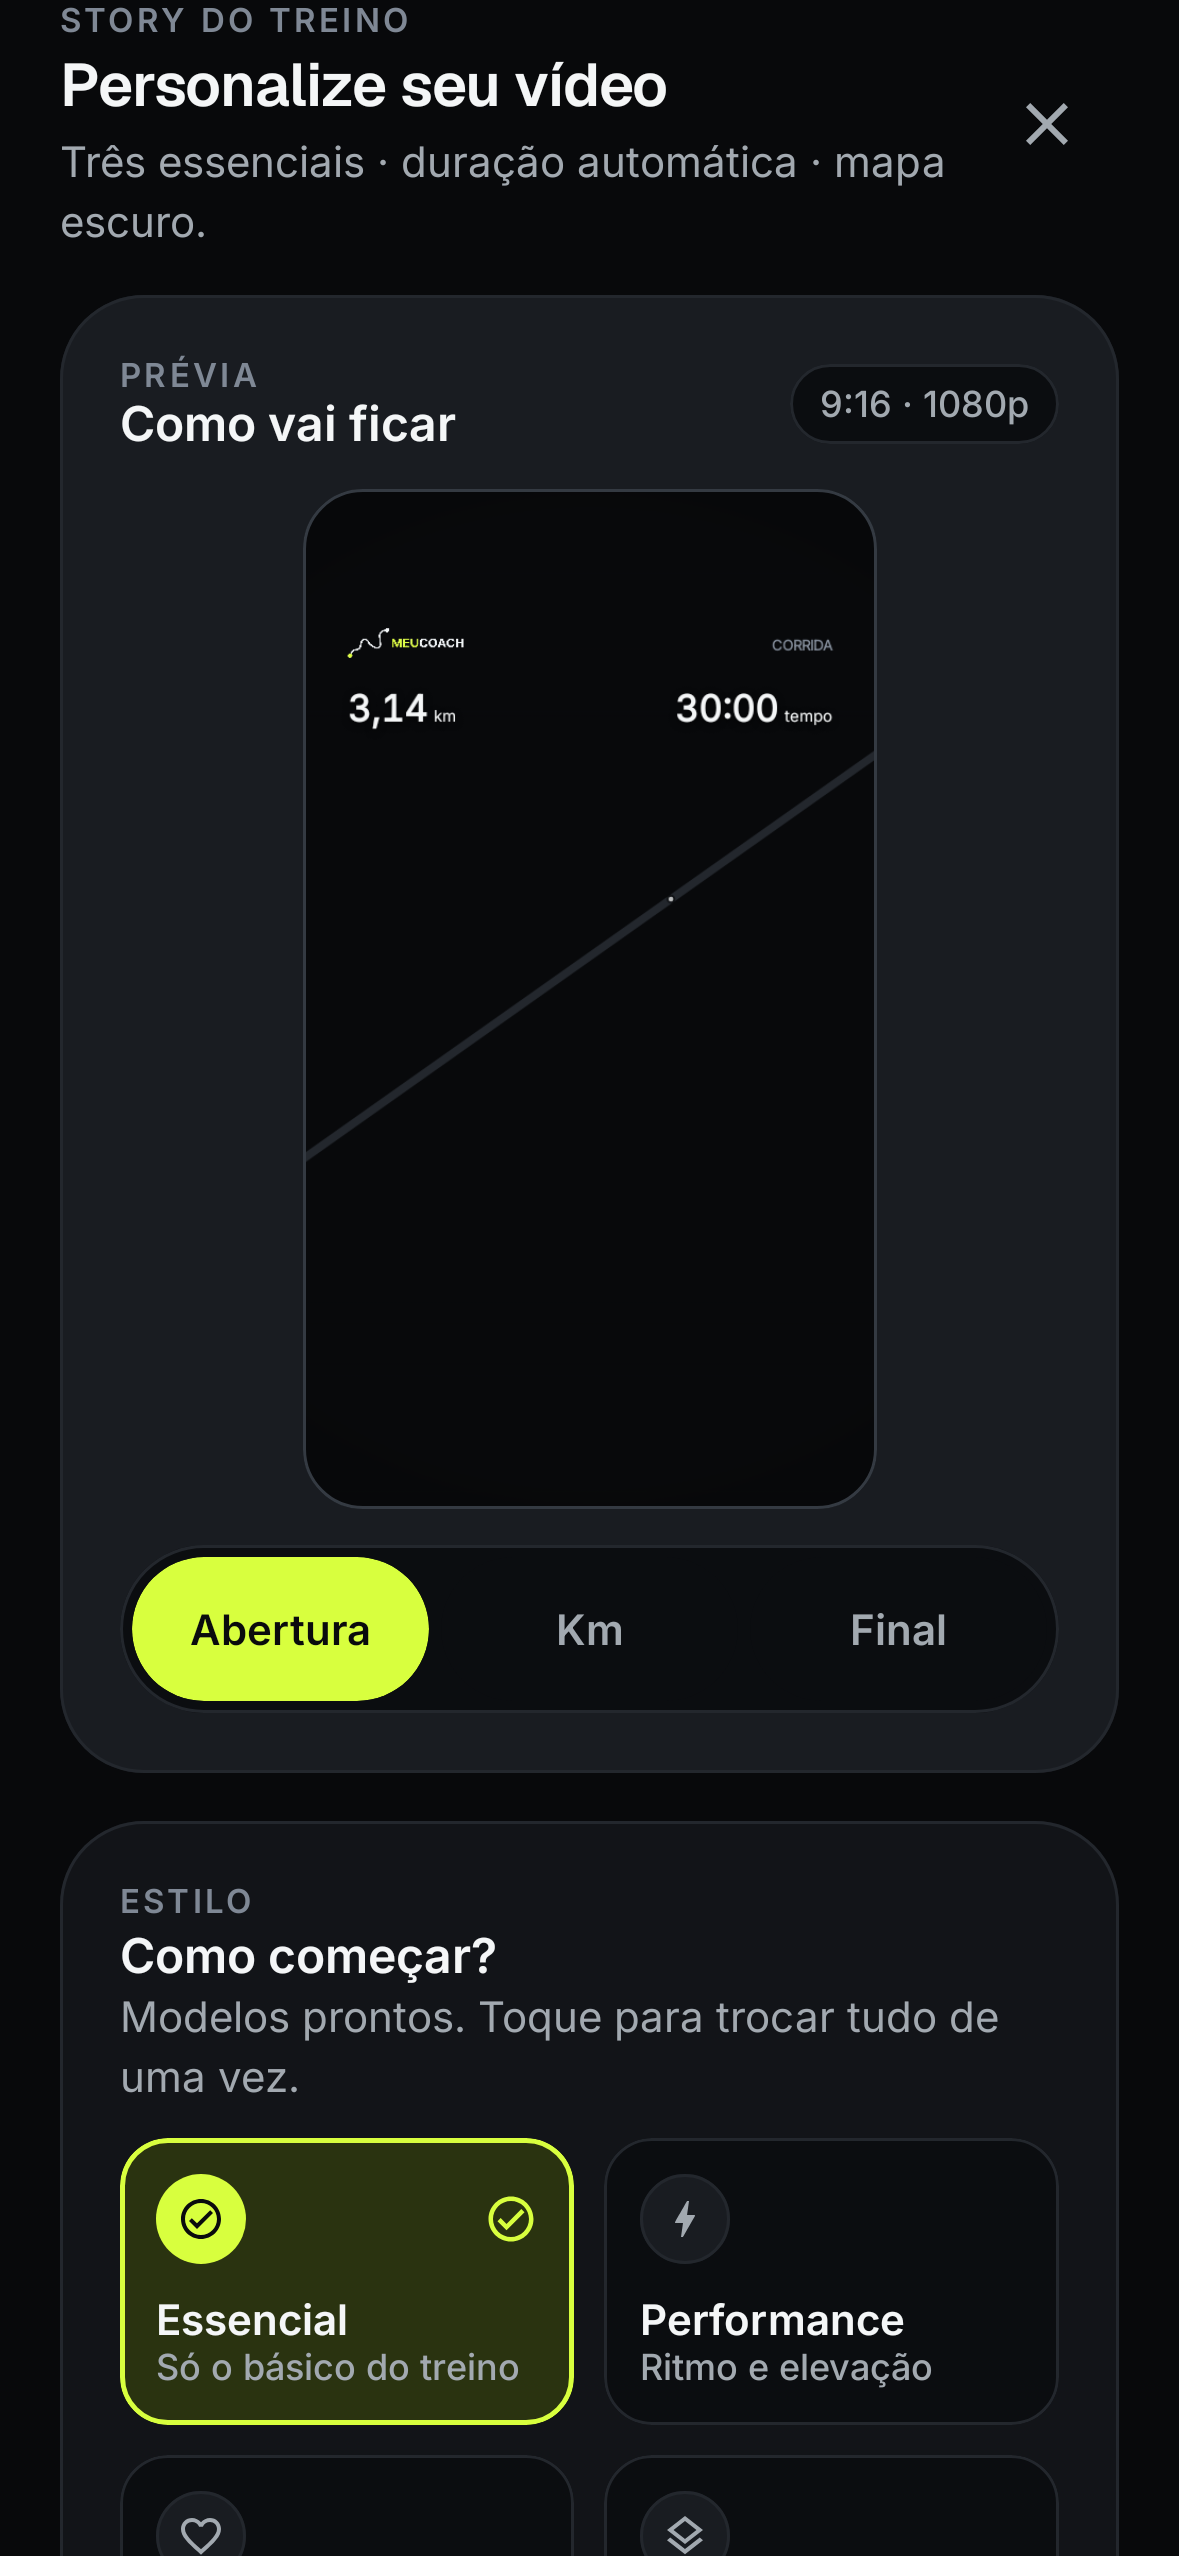 STORY DO TREINO
Personalize seu vídeo
Três essenciais · duração automática · mapa
escuro.
PRÉVIA
Como vai ficar
9:16 · 1080p
MEUCOACH
CORRIDA
3,14 km
30:00 tempo
Abertura
Km
Final
ESTILO
Como começar?
Modelos prontos. Toque para trocar tudo de
uma vez.
Essencial
Só o básico do treino
Performance
Ritmo e elevação